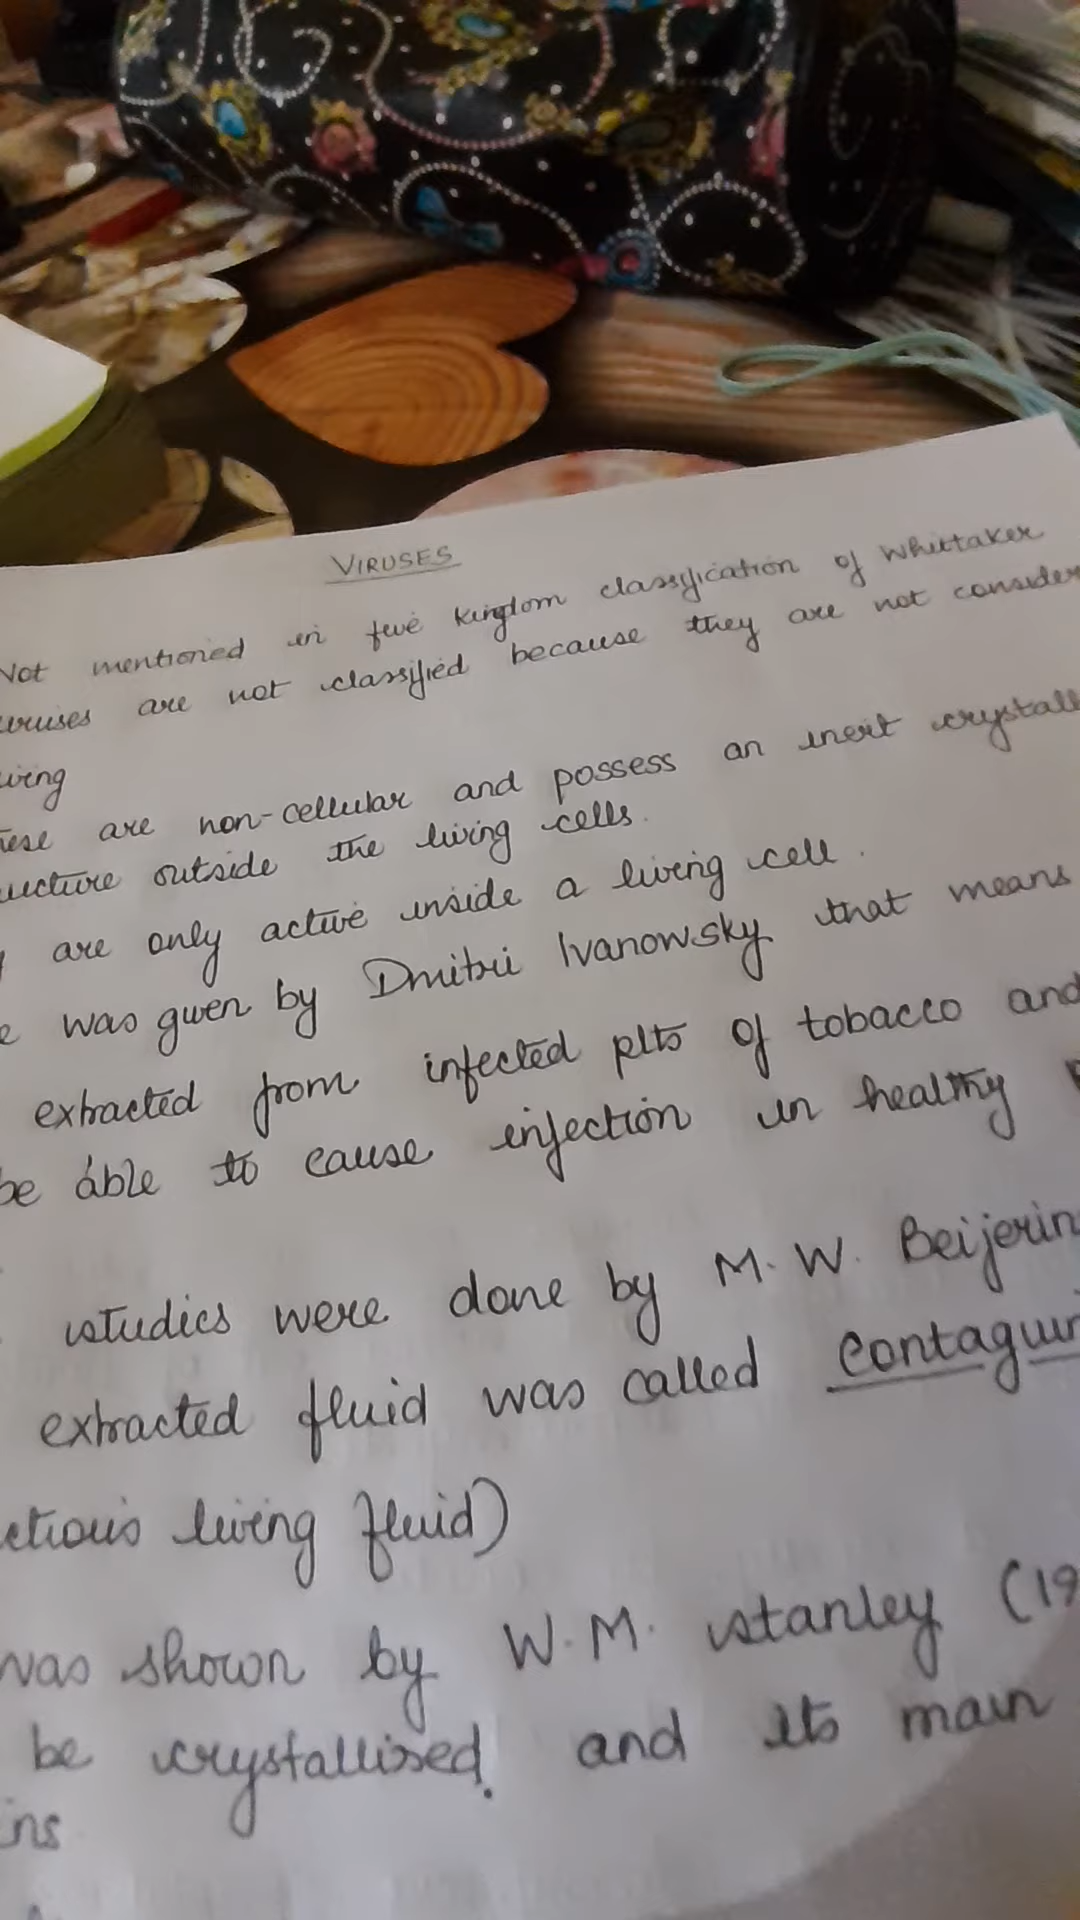 VIRUSES
Not mentioned in five kingdom classification of Whittaker
viruses are not classified because they are not consider
living
These are non-cellular and possess an inert crystall
ucture outside the living cells.
y are only active inside a living cell.
e was given by Dmitri Ivanowsky that means
extracted from infected plts of tobacco and
be able to cause infection in healthy
studies were done by M.W. Beijerin
extracted fluid was called contagiu
ctious living fluid)
was shown by W.M. stanley (19
be crystallised. and its main
ins